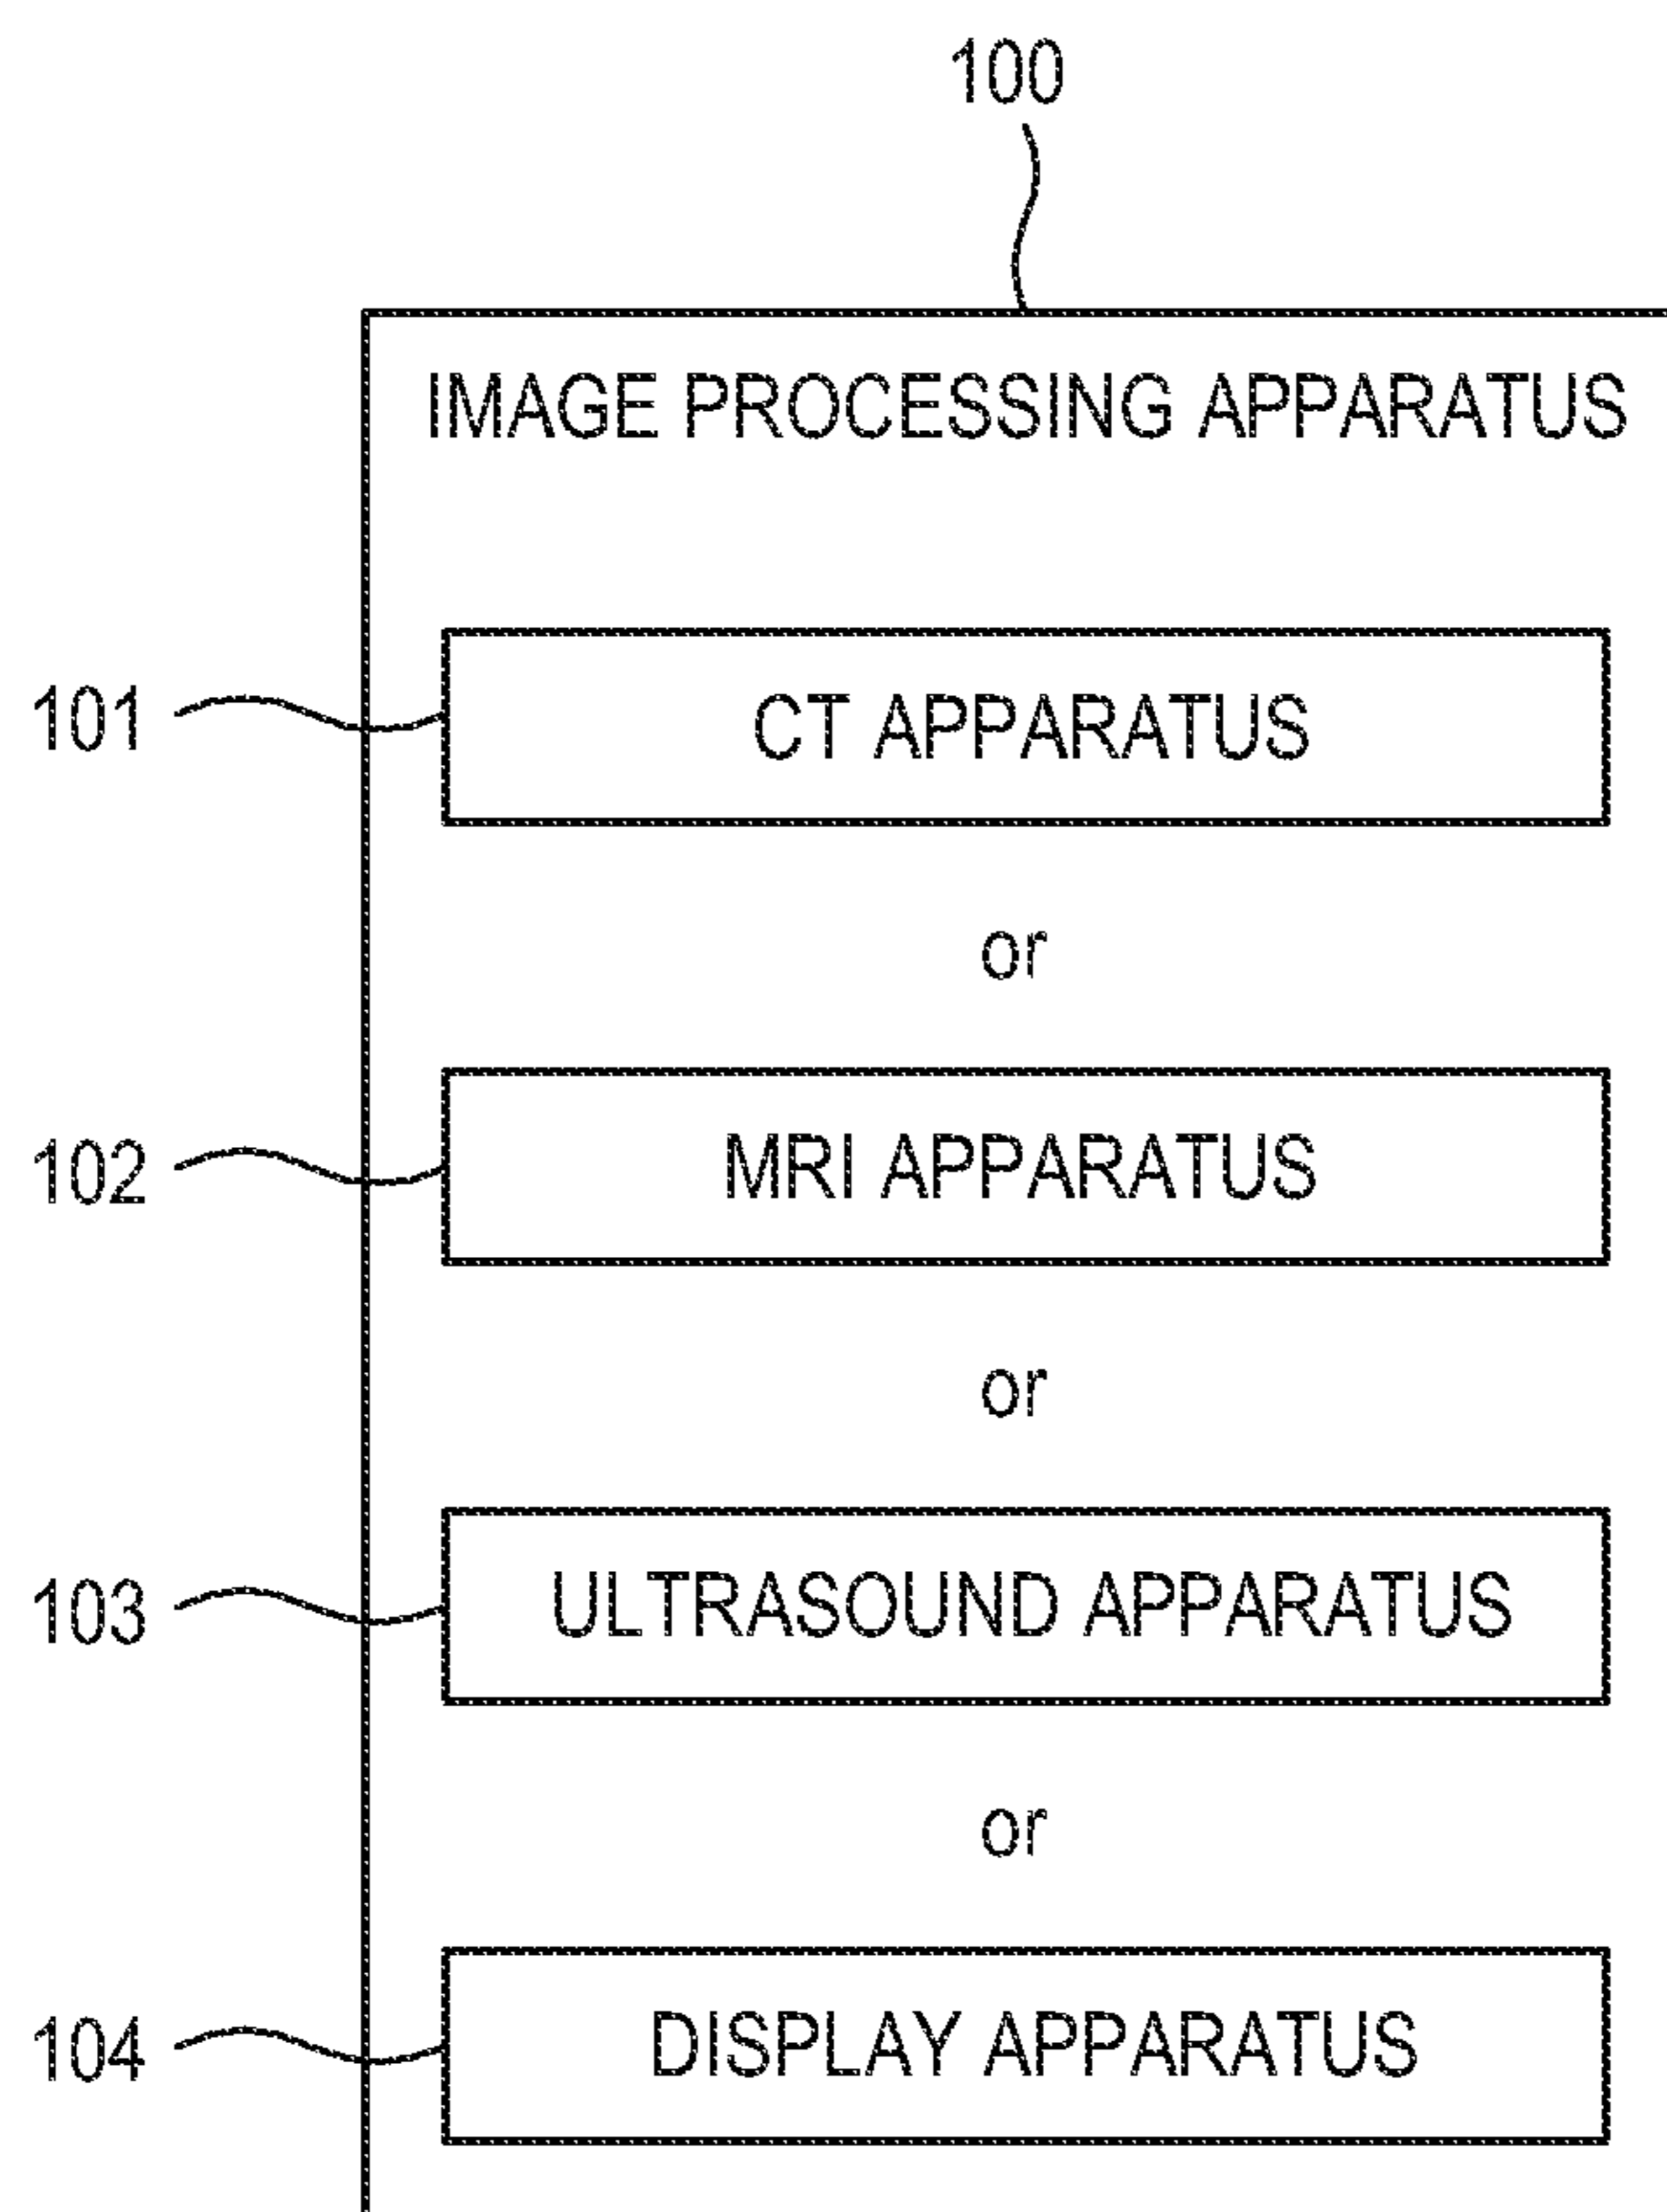 100
IMAGE PROCESSING APPARATUS
101
CT APPARATUS
or
102
MRI APPARATUS
or
103
ULTRASOUND APPARATUS
or
104
DISPLAY APPARATUS